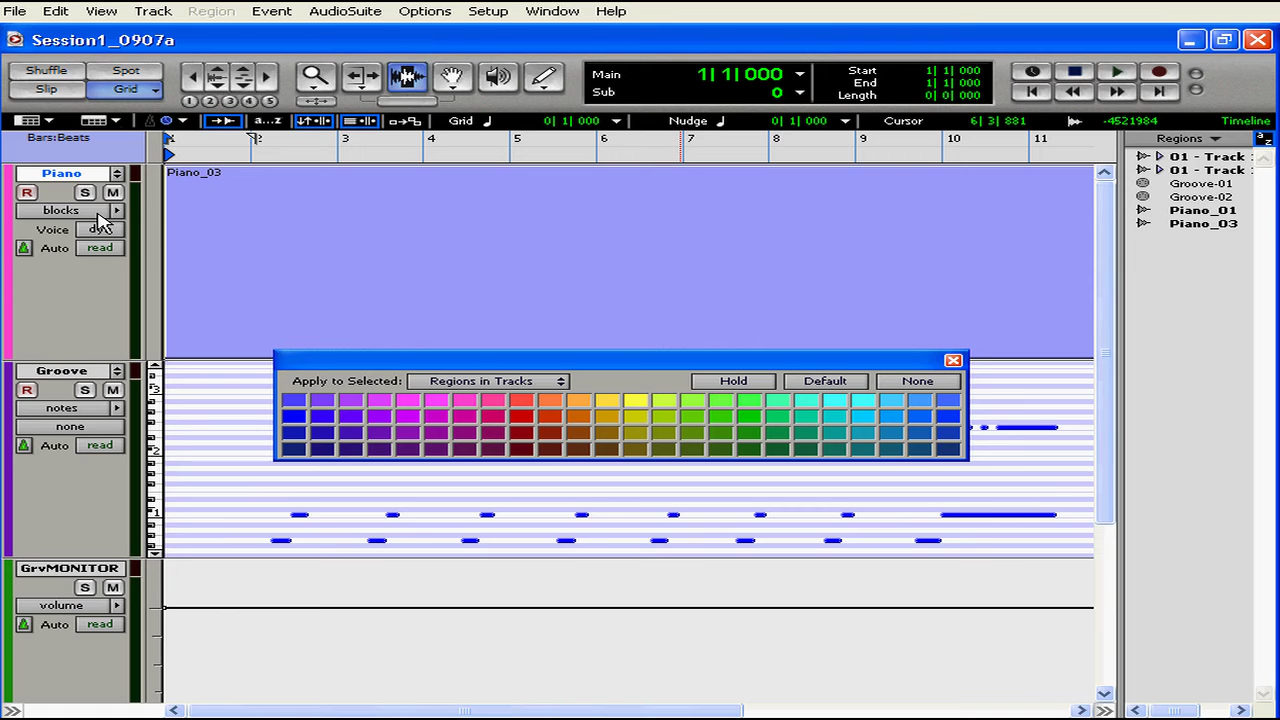 File Edit View Track Region Event AudioSuite Options Setup Window Help
Session1_0907a
Shuffle Spot
Slip Grid
1 2 3 4 5
Main 1| 1| 000
Sub 0
Start 1| 1| 000
End 1| 1| 000
Length 0| 0| 000
a...z Grid 0| 1| 000 Nudge 0| 1| 000 Cursor 6| 3| 881 -4521984 Timeline
Bars:Beats 1 2 3 4 5 6 7 8 9 10 11
Regions a z
Piano
R S M
blocks
Voice
Auto read
Piano_03
01 - Track
01 - Track
Groove-01
Groove-02
Piano_01
Piano_03
Apply to Selected: Regions in Tracks Hold Default None
Groove
R S M
notes
none
Auto read
3
2
1
GrvMONITOR
S M
volume
Auto read